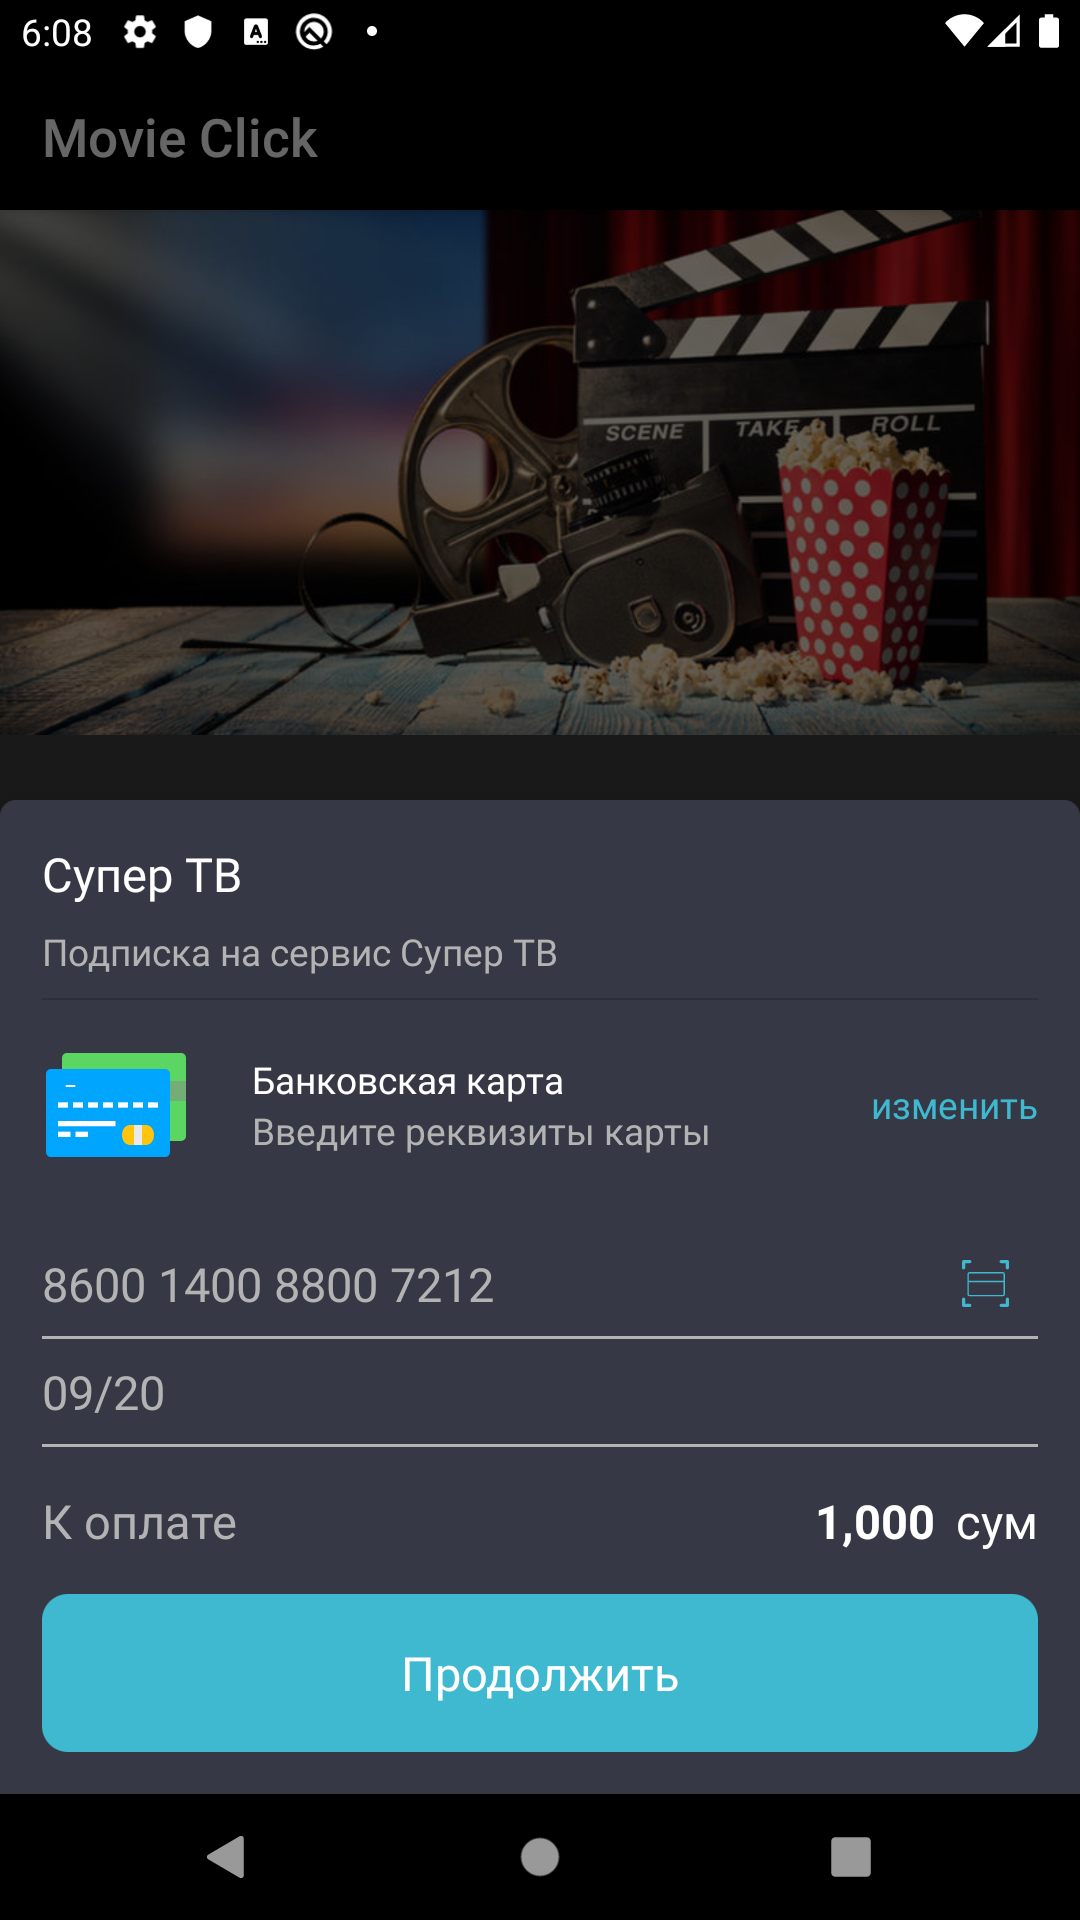 6:08
Movie Click
SCENE TAKE ROLL
Супер ТВ
Подписка на сервис Супер ТВ
Банковская карта
Введите реквизиты карты
изменить
8600 1400 8800 7212
09/20
К оплате
1,000 сум
Продолжить